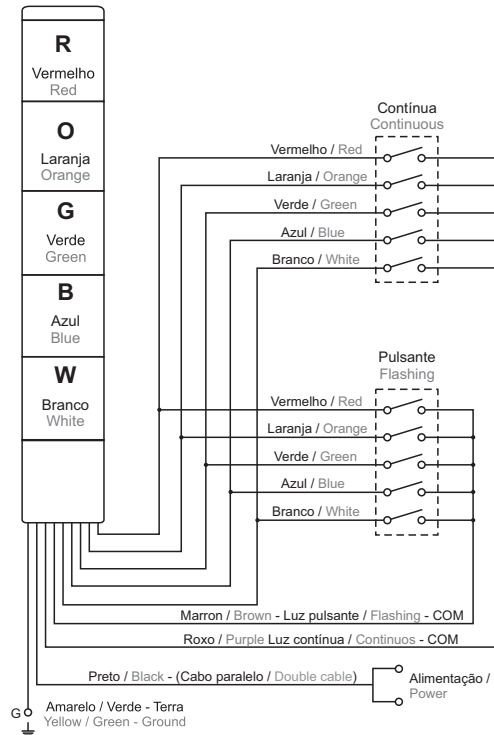 R
Vermelho
Red
O
Laranja
Orange
G
Verde
Green
B
Azul
Blue
W
Branco
White
Contínua
Continuous
Vermelho / Red
Laranja / Orange
Verde / Green
Azul / Blue
Branco / White
Pulsante
Flashing
Vermelho / Red
Laranja / Orange
Verde / Green
Azul / Blue
Branco / White
Marron / Brown - Luz pulsante / Flashing - COM
Roxo / Purple Luz contínua / Continuos - COM
Preto / Black - (Cabo paralelo / Double cable)
Alimentação /
Power
G
Amarelo / Verde - Terra
Yellow / Green - Ground